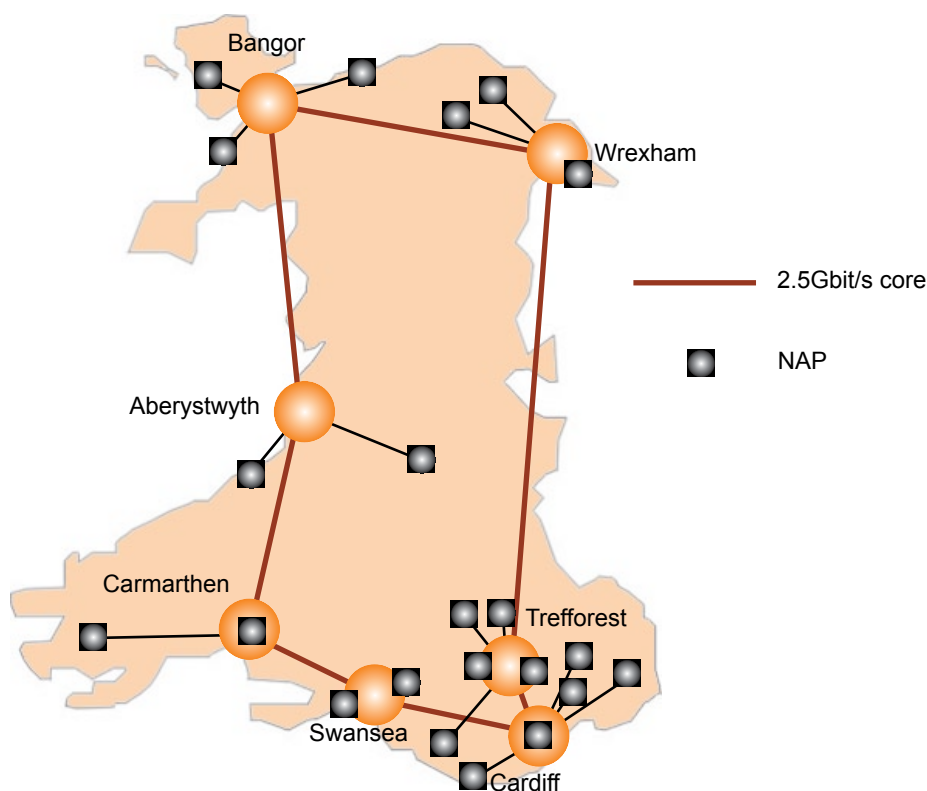 Bangor
Wrexham
2.5Gbit/s core
NAP
Aberystwyth
Carmarthen
Trefforest
Swansea
Cardiff